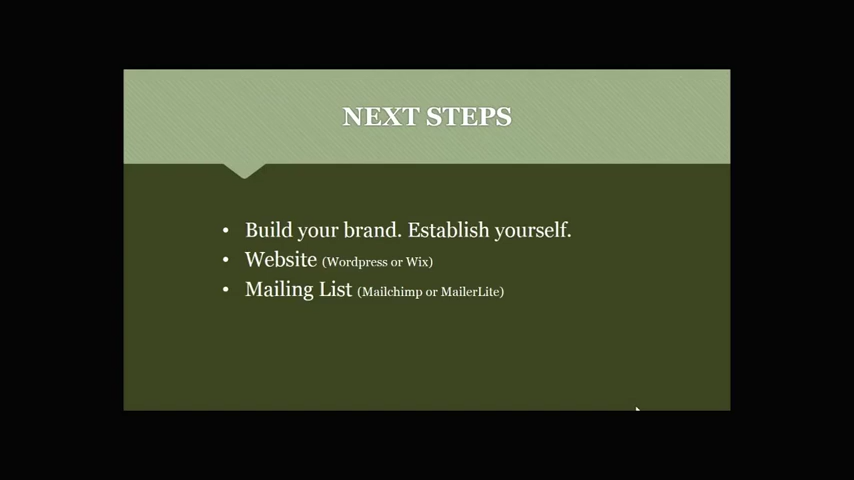 NEXT STEPS
• Build your brand. Establish yourself.
• Website (Wordpress or Wix)
• Mailing List (Mailchimp or MailerLite)